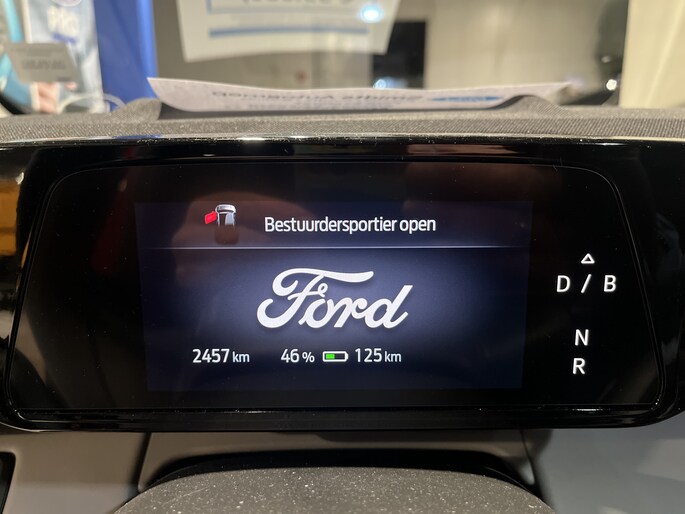 Bestuurdersportier open
Ford
2457 km 46 % 125 km
D / B
N
R